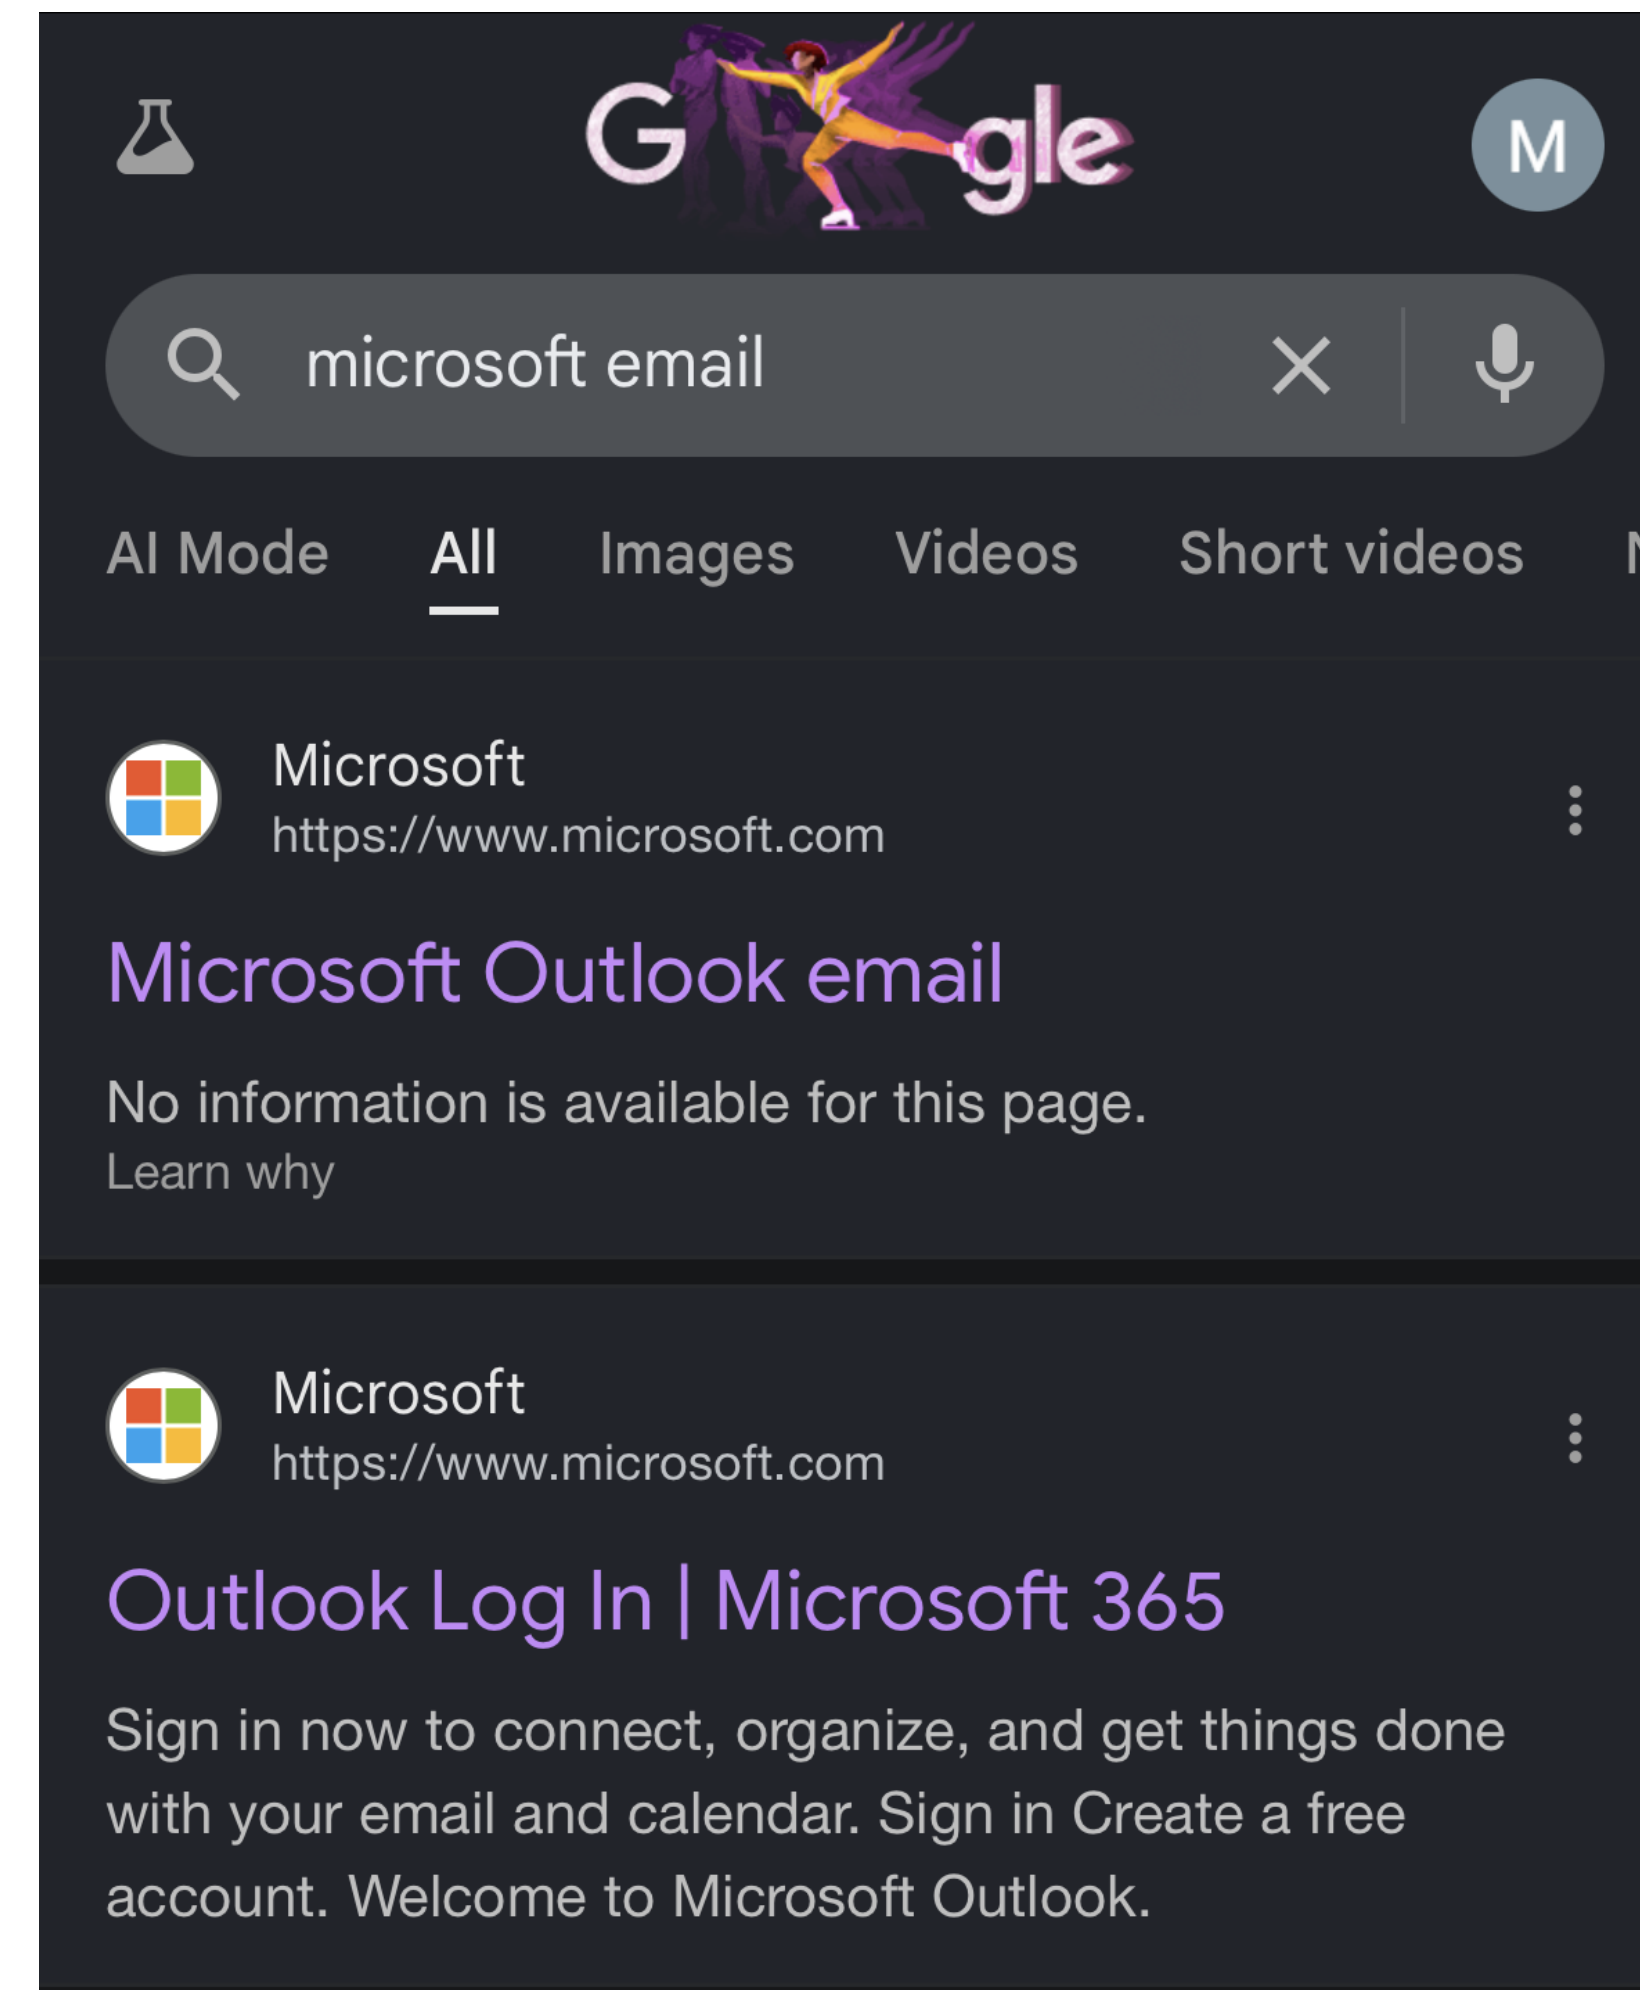 Google
M
microsoft email
AI Mode All Images Videos Short videos
Microsoft
https://www.microsoft.com
Microsoft Outlook email
No information is available for this page.
Learn why
Microsoft
https://www.microsoft.com
Outlook Log In | Microsoft 365
Sign in now to connect, organize, and get things done
with your email and calendar. Sign in Create a free
account. Welcome to Microsoft Outlook.